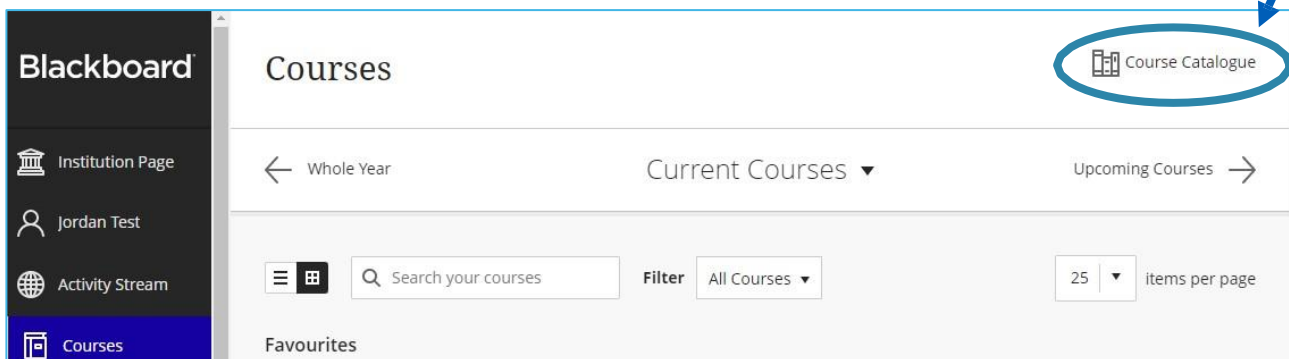 Blackboard
Institution Page
Jordan Test
Activity Stream
Courses
Courses
Course Catalogue
Whole Year
Current Courses
Upcoming Courses
Search your courses
Filter
All Courses
25
items per page
Favourites